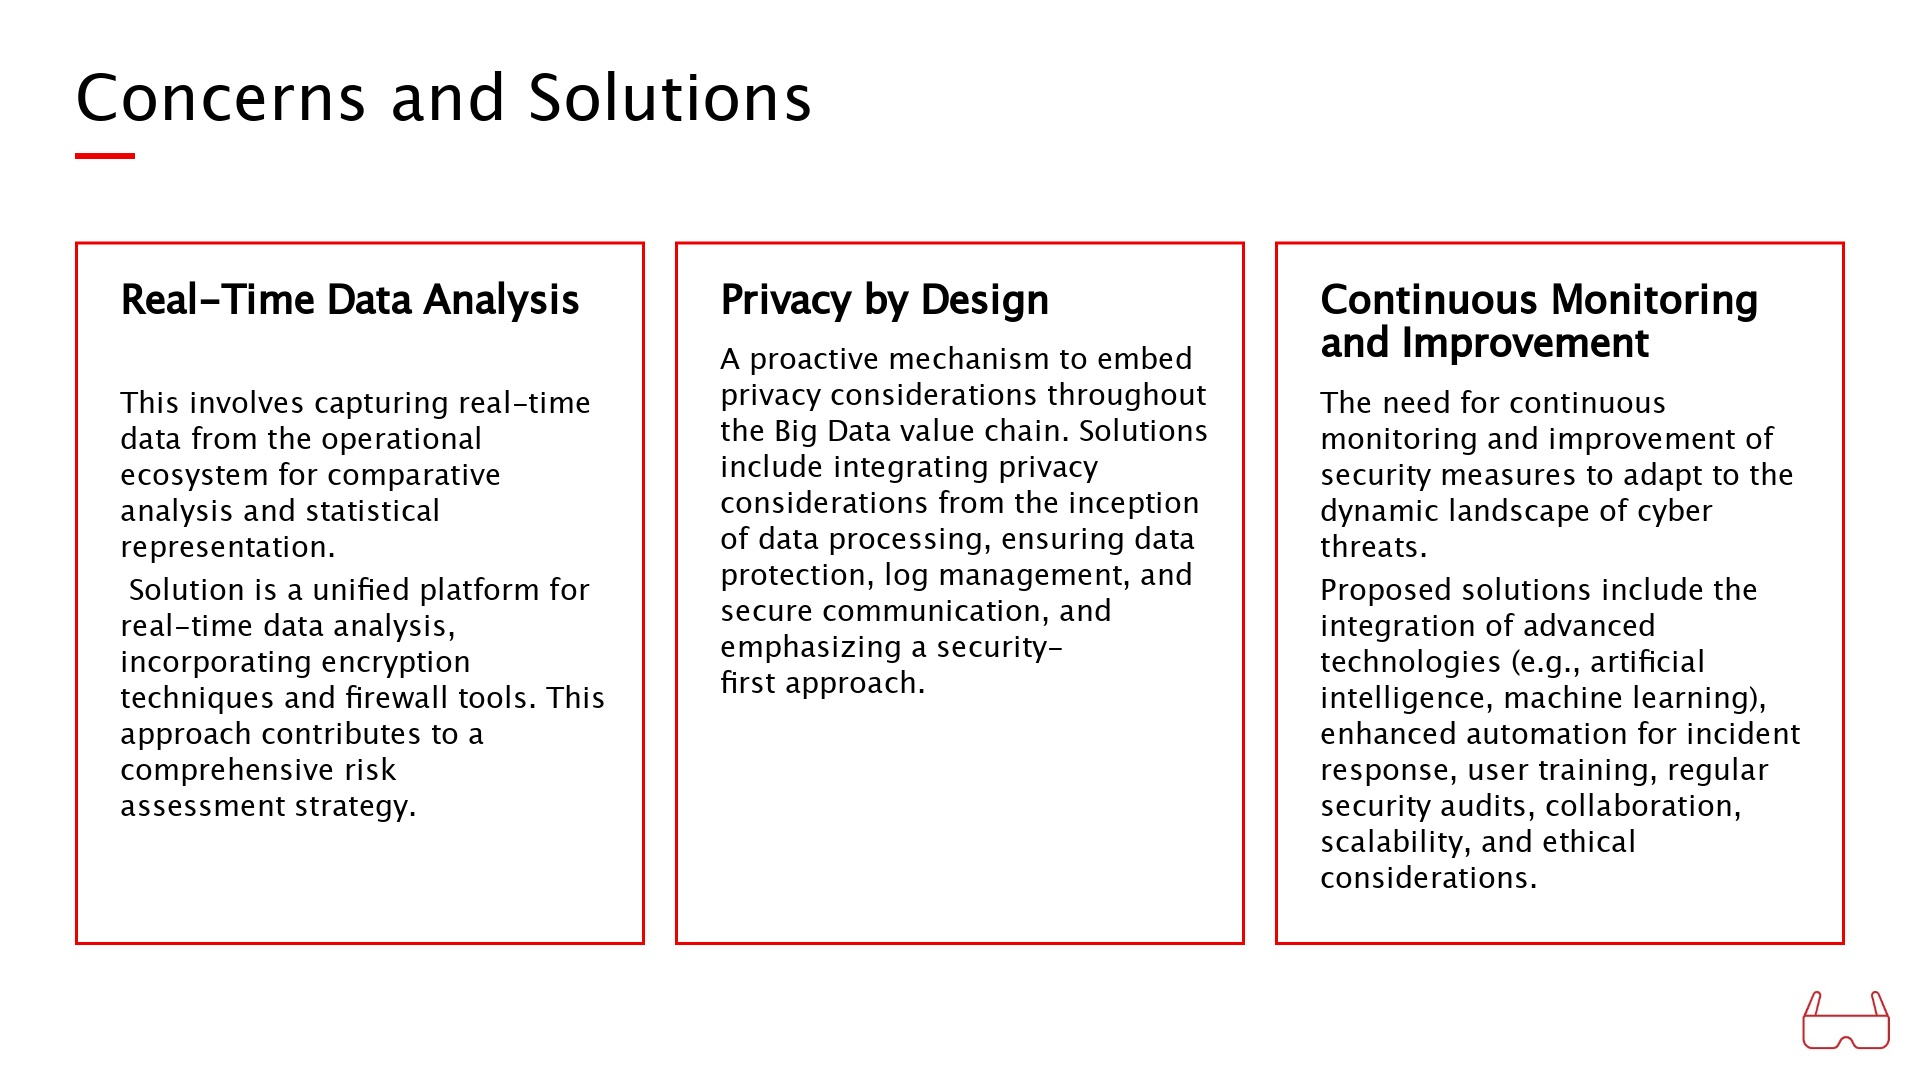 Concerns and Solutions
Real-Time Data Analysis
This involves capturing real-time
data from the operational
ecosystem for comparative
analysis and statistical
representation.
Solution is a unified platform for
real-time data analysis,
incorporating encryption
techniques and firewall tools. This
approach contributes to a
comprehensive risk
assessment strategy.
Privacy by Design
A proactive mechanism to embed
privacy considerations throughout
the Big Data value chain. Solutions
include integrating privacy
considerations from the inception
of data processing, ensuring data
protection, log management, and
secure communication, and
emphasizing a security-
first approach.
Continuous Monitoring
and Improvement
The need for continuous
monitoring and improvement of
security measures to adapt to the
dynamic landscape of cyber
threats.
Proposed solutions include the
integration of advanced
technologies (e.g., artificial
intelligence, machine learning),
enhanced automation for incident
response, user training, regular
security audits, collaboration,
scalability, and ethical
considerations.